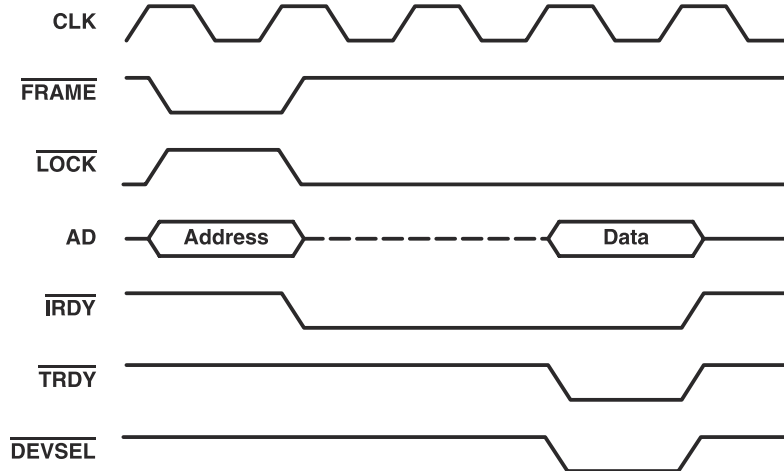 CLK
FRAME
LOCK
AD Address Data
IRDY
TRDY
DEVSEL